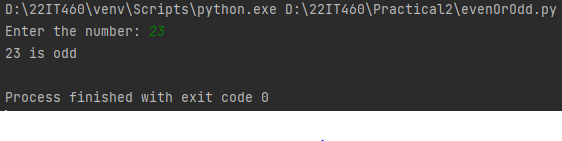 D:\22IT460\venv\Scripts\python.exe D:\22IT460\Practical2\evenOrOdd.py
Enter the number: 23
23 is odd
Process finished with exit code 0